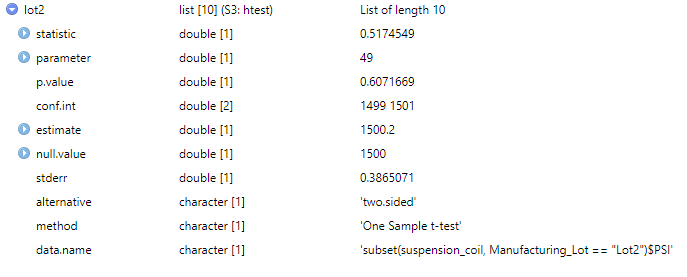 lot2 list [10] (S3: htest) List of length 10
statistic double [1] 0.5174549
parameter double [1] 49
p.value double [1] 0.6071669
conf.int double [2] 1499 1501
estimate double [1] 1500.2
null.value double [1] 1500
stderr double [1] 0.3865071
alternative character [1] 'two.sided'
method character [1] 'One Sample t-test'
data.name character [1] 'subset(suspension_coil, Manufacturing_Lot == "Lot2")$PSI'